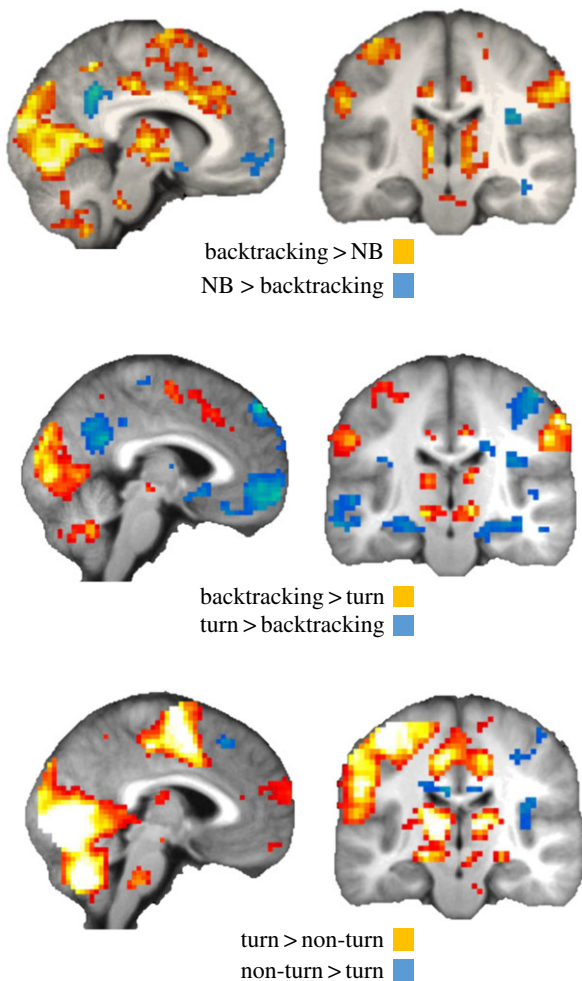 backtracking > NB
NB > backtracking
backtracking > turn
turn > backtracking
turn > non-turn
non-turn > turn